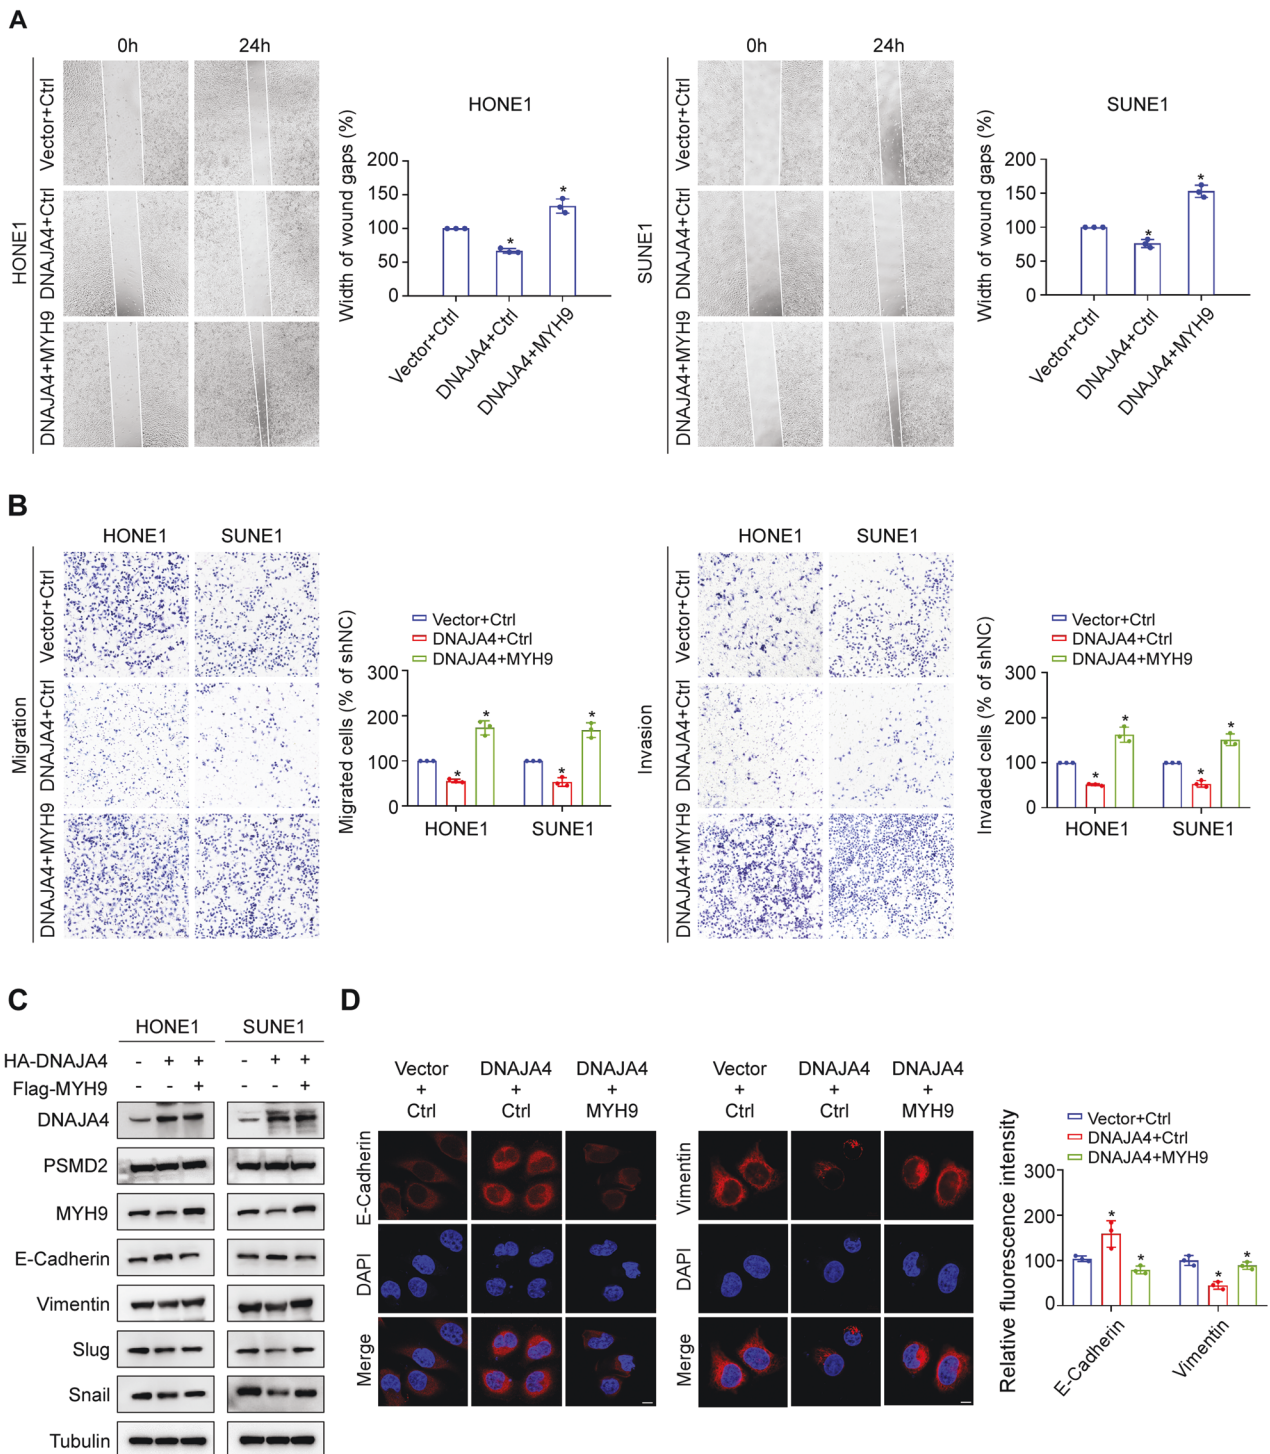 A
0h
24h
0h
24h
HONE1
Vector+Ctrl
DNAJA4+Ctrl
DNAJA4+MYH9
HONE1
Width of wound gaps (%)
200
150
100
50
0
Vector+Ctrl
DNAJA4+Ctrl
DNAJA4+MYH9
*
*
SUNE1
Vector+Ctrl
DNAJA4+Ctrl
DNAJA4+MYH9
SUNE1
Width of wound gaps (%)
200
150
100
50
0
Vector+Ctrl
DNAJA4+Ctrl
DNAJA4+MYH9
*
*
B
HONE1
SUNE1
Migration
Vector+Ctrl
DNAJA4+Ctrl
DNAJA4+MYH9
Migrated cells (% of shNC)
Vector+Ctrl
DNAJA4+Ctrl
DNAJA4+MYH9
300
200
100
0
*
*
*
*
HONE1
SUNE1
HONE1
SUNE1
Invasion
Vector+Ctrl
DNAJA4+Ctrl
DNAJA4+MYH9
Invaded cells (% of shNC)
Vector+Ctrl
DNAJA4+Ctrl
DNAJA4+MYH9
300
200
100
0
*
*
*
*
HONE1
SUNE1
C
HONE1
SUNE1
HA-DNAJA4 - + + - + +
Flag-MYH9 - - + - - +
DNAJA4
PSMD2
MYH9
E-Cadherin
Vimentin
Slug
Snail
Tubulin
D
Vector + Ctrl
DNAJA4 + Ctrl
DNAJA4 + MYH9
E-Cadherin
DAPI
Merge
Vector + Ctrl
DNAJA4 + Ctrl
DNAJA4 + MYH9
Vimentin
DAPI
Merge
Relative fluorescence intensity
Vector+Ctrl
DNAJA4+Ctrl
DNAJA4+MYH9
300
200
100
0
*
*
*
*
E-Cadherin
Vimentin